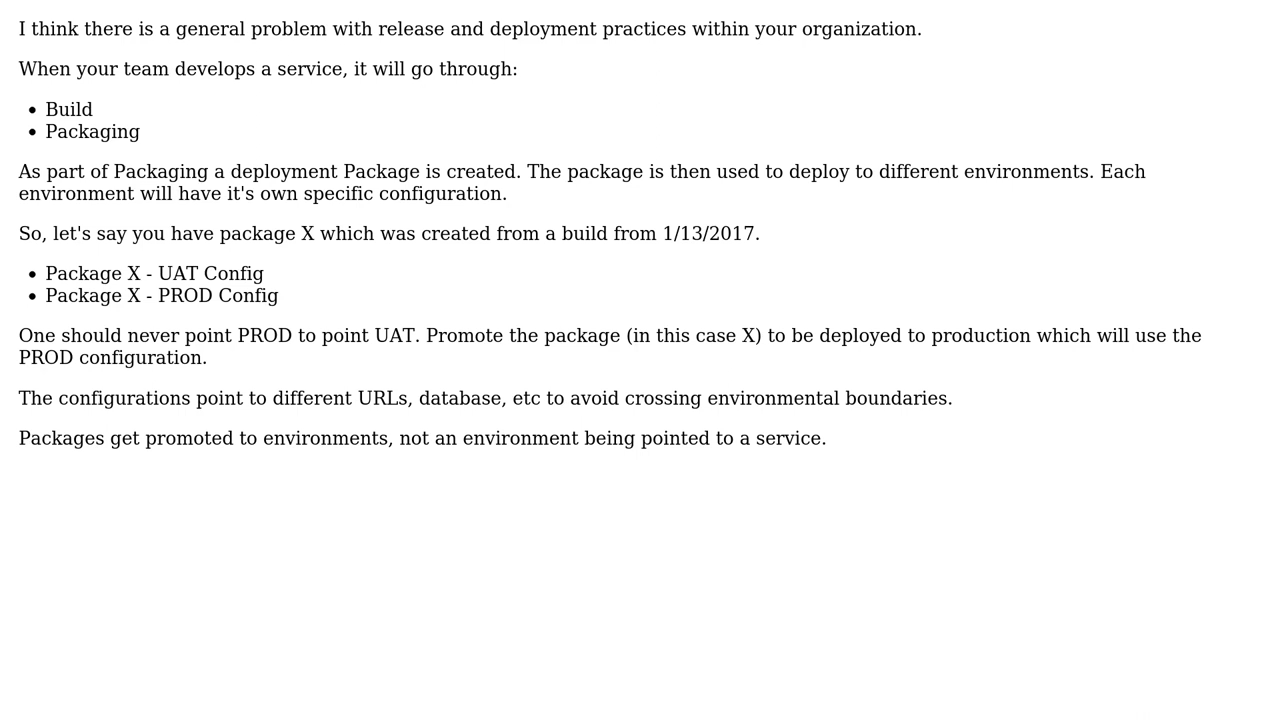 I think there is a general problem with release and deployment practices within your organization.
When your team develops a service, it will go through:
• Build
• Packaging
As part of Packaging a deployment Package is created. The package is then used to deploy to different environments. Each
environment will have it's own specific configuration.
So, let's say you have package X which was created from a build from 1/13/2017.
• Package X - UAT Config
• Package X - PROD Config
One should never point PROD to point UAT. Promote the package (in this case X) to be deployed to production which will use the
PROD configuration.
The configurations point to different URLs, database, etc to avoid crossing environmental boundaries.
Packages get promoted to environments, not an environment being pointed to a service.